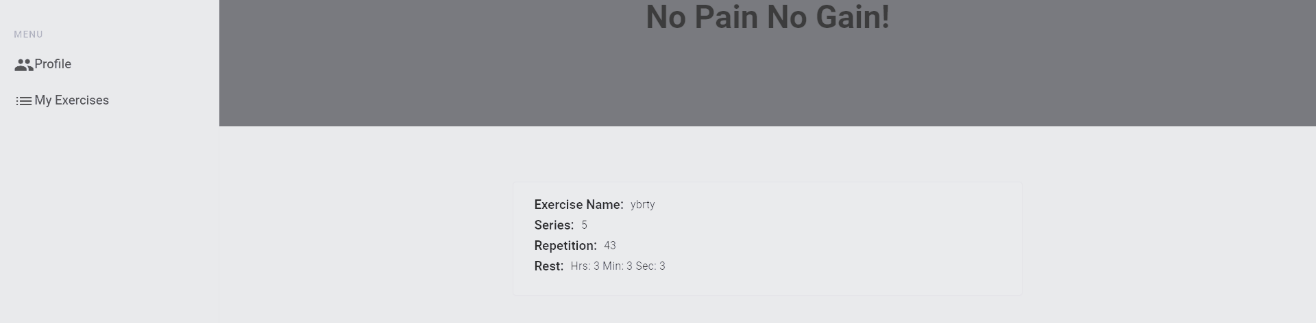 No Pain No Gain!
MENU
Profile
My Exercises
Exercise Name: ybrty
Series: 5
Repetition: 43
Rest: Hrs: 3 Min: 3 Sec: 3